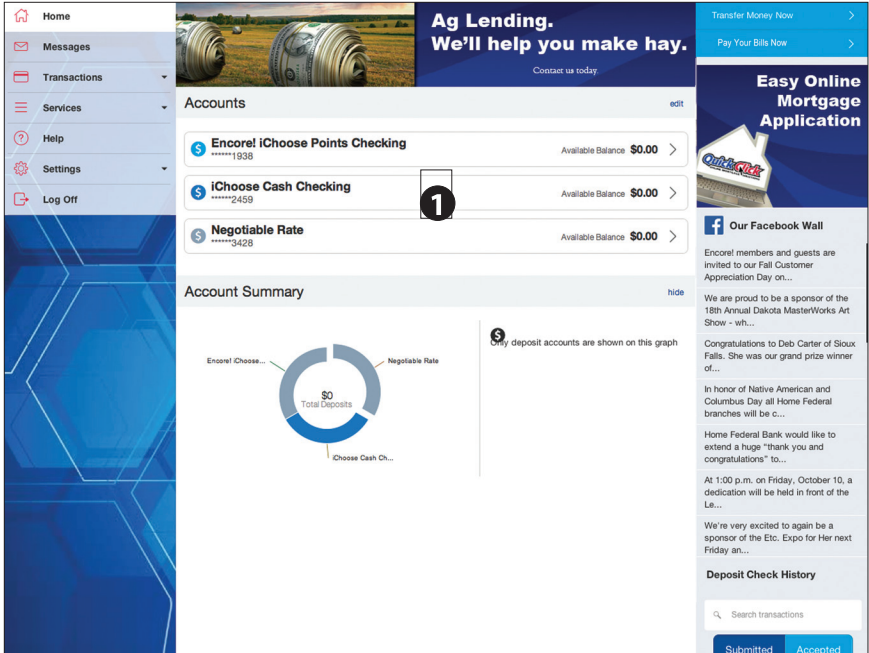 Home
Messages
Transactions
Services
Help
Settings
Log Off
Ag Lending.
We'll help you make hay.
Contact us today.
Accounts
edit
Encore! iChoose Points Checking
******1938
Available Balance $0.00
iChoose Cash Checking
******2459
Available Balance $0.00
1
Negotiable Rate
******3428
Available Balance $0.00
Account Summary
hide
Encore! iChoose...
Negotiable Rate
$0
Total Deposits
iChoose Cash Ch...
Only deposit accounts are shown on this graph
Transfer Money Now
Pay Your Bills Now
Easy Online
Mortgage
Application
QuickClick
Our Facebook Wall
Encore! members and guests are
invited to our Fall Customer
Appreciation Day on...
We are proud to be a sponsor of the
18th Annual Dakota MasterWorks Art
Show - wh...
Congratulations to Deb Carter of Sioux
Falls. She was our grand prize winner
of...
In honor of Native American and
Columbus Day all Home Federal
branches will be c...
Home Federal Bank would like to
extend a huge "thank you and
congratulations" to...
At 1:00 p.m. on Friday, October 10, a
dedication will be held in front of the
Le...
We're very excited to again be a
sponsor of the Etc. Expo for Her next
Friday an...
Deposit Check History
Search transactions
Submitted
Accepted